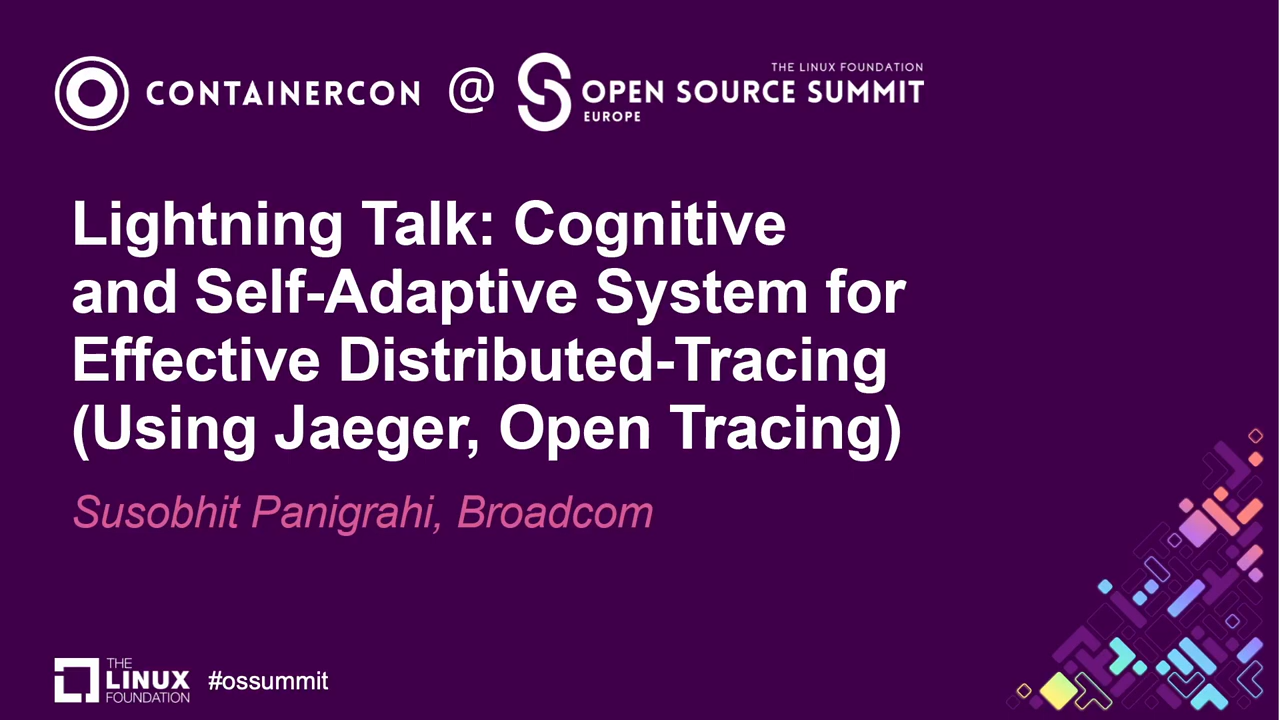 CONTAINERCON @ THE LINUX FOUNDATION
OPEN SOURCE SUMMIT
EUROPE
Lightning Talk: Cognitive
and Self-Adaptive System for
Effective Distributed-Tracing
(Using Jaeger, Open Tracing)
Susobhit Panigrahi, Broadcom
THE
LINUX
FOUNDATION
#ossummit